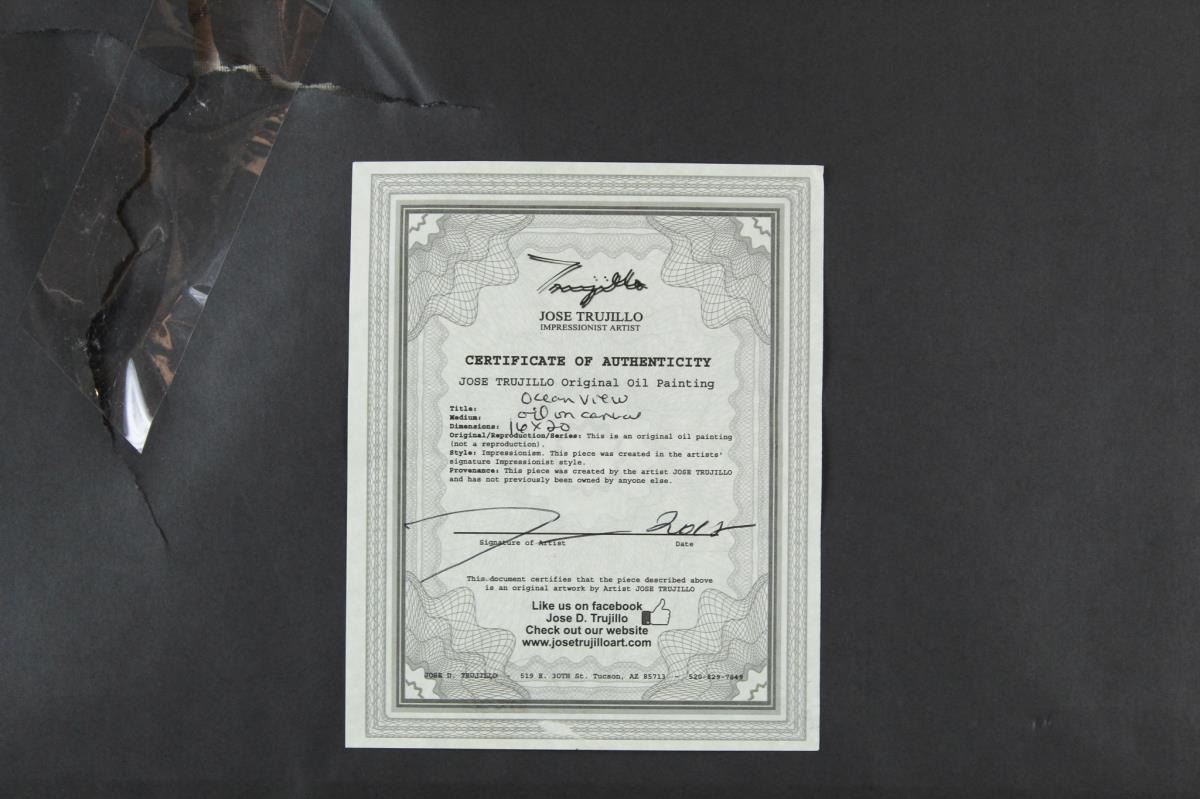 Trujillo
JOSE TRUJILLO
IMPRESSIONIST ARTIST
CERTIFICATE OF AUTHENTICITY
JOSE TRUJILLO Original Oil Painting
Title: Ocean View
Medium: oil on canvas
Dimensions: 16x20
Original/Reproduction/Series: This is an original oil painting
(not a reproduction).
Style: Impressionism. This piece was created in the artists'
signature Impressionist style.
Provenance: This piece was created by the artist JOSE TRUJILLO
and has not previously been owned by anyone else.
Signature of Artist Date
This document certifies that the piece described above
is an original artwork by Artist JOSE TRUJILLO
Like us on facebook
Jose D. Trujillo
Check out our website
www.josetrujilloart.com
JOSE D. TRUJILLO - 519 E. 30TH St. Tucson, AZ 85713 - 520-829-7849